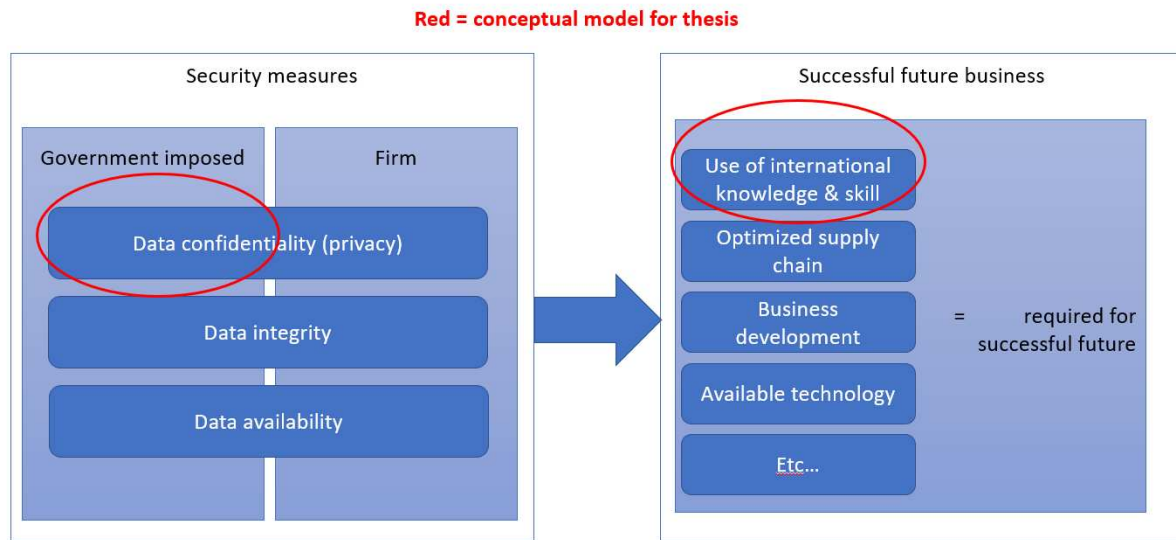 Red = conceptual model for thesis
Security measures
Government imposed
Firm
Data confidentiality (privacy)
Data integrity
Data availability
Successful future business
Use of international
knowledge & skill
Optimized supply
chain
Business
development
Available technology
Etc...
= required for
successful future